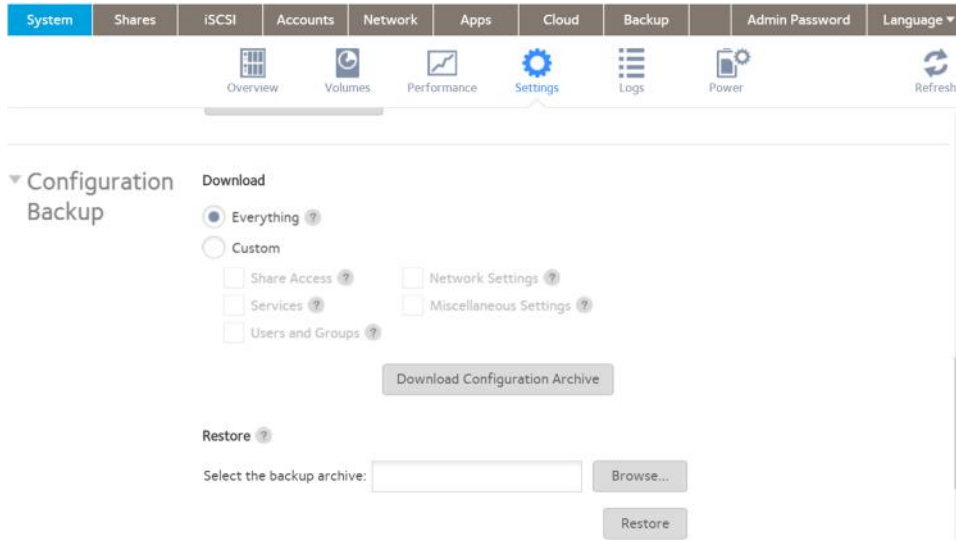 System Shares iSCSI Accounts Network Apps Cloud Backup Admin Password Language
Overview Volumes Performance Settings Logs Power Refresh
Configuration
Backup
Download
Everything ?
Custom
Share Access ? Network Settings ?
Services ? Miscellaneous Settings ?
Users and Groups ?
Download Configuration Archive
Restore ?
Select the backup archive: Browse...
Restore